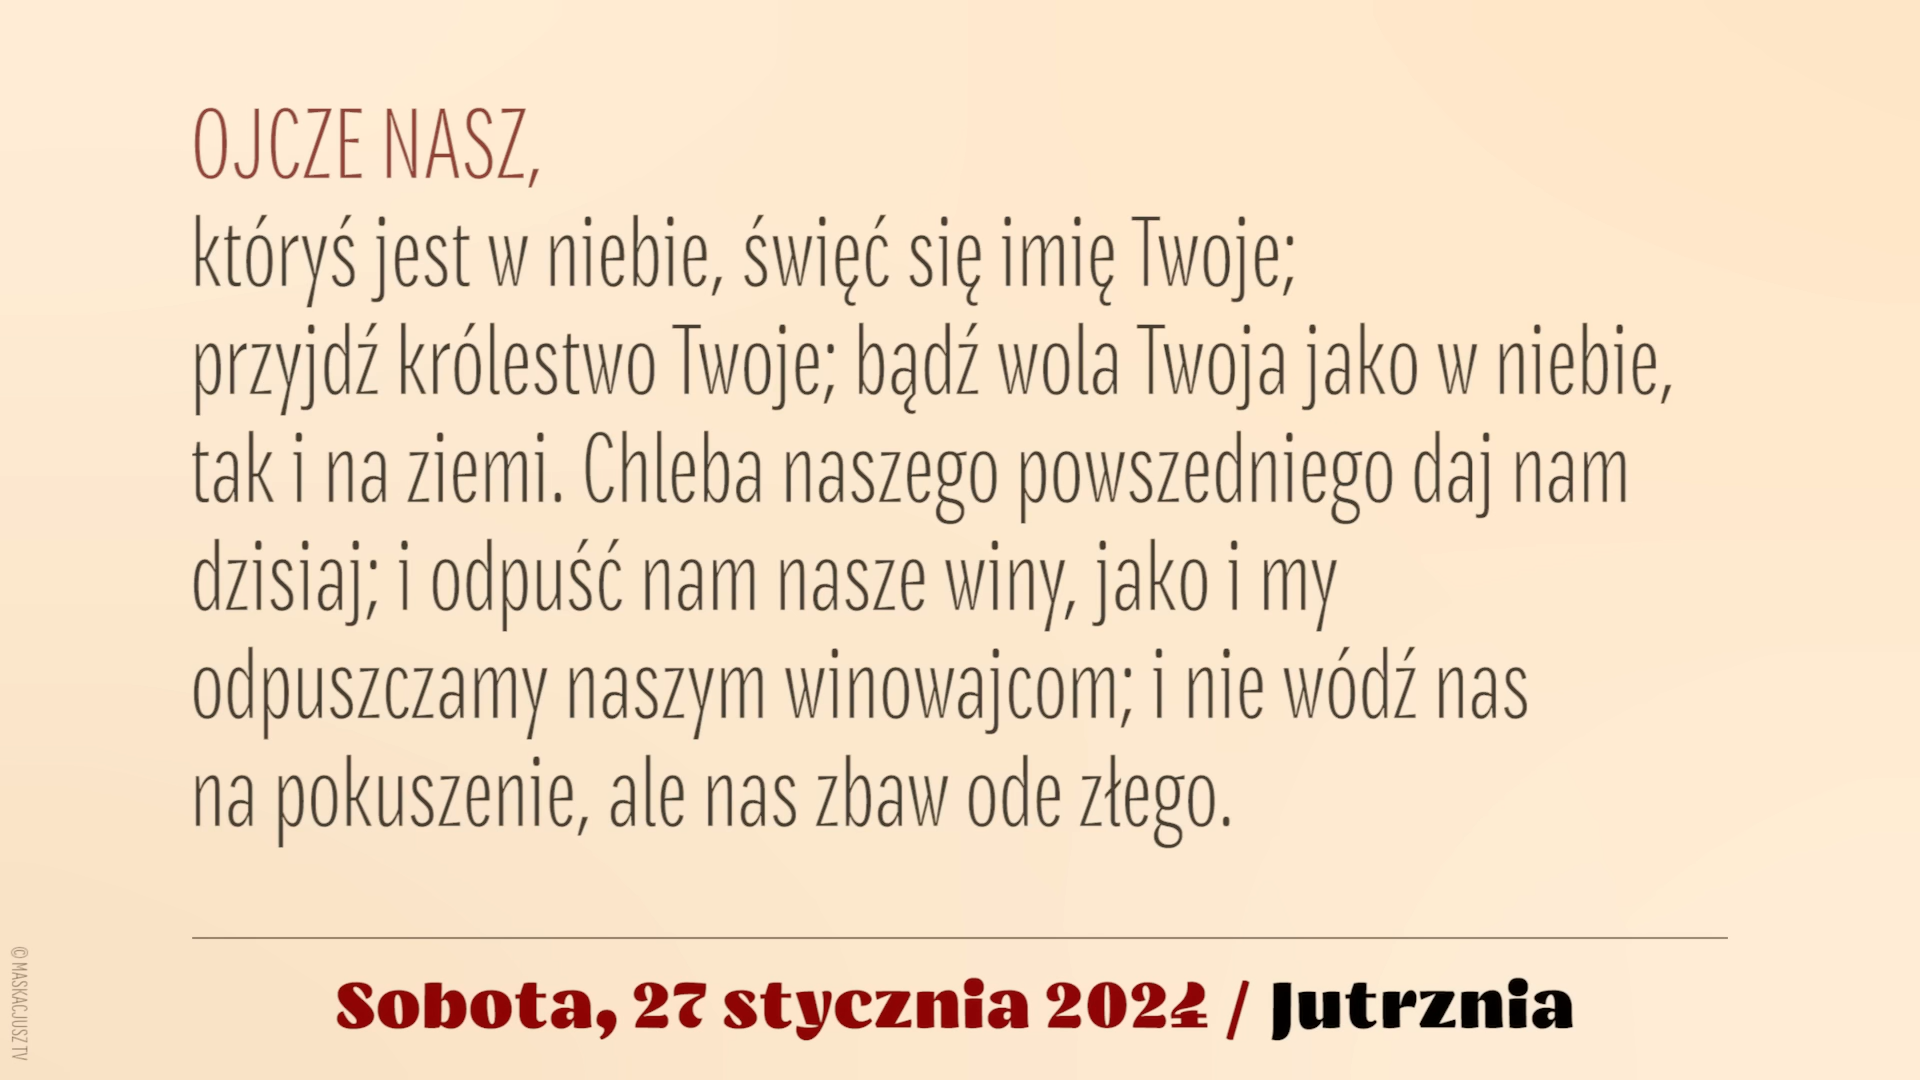 OJCZE NASZ,
któryś jest w niebie, święć się imię Twoje;
przyjdź królestwo Twoje; bądź wola Twoja jako w niebie,
tak i na ziemi. Chleba naszego powszedniego daj nam
dzisiaj; i odpuść nam nasze winy, jako i my
odpuszczamy naszym winowajcom; i nie wódź nas
na pokuszenie, ale nas zbaw ode złego.
Sobota, 27 stycznia 2024 / Jutrznia
© MASKACJUSZ TV